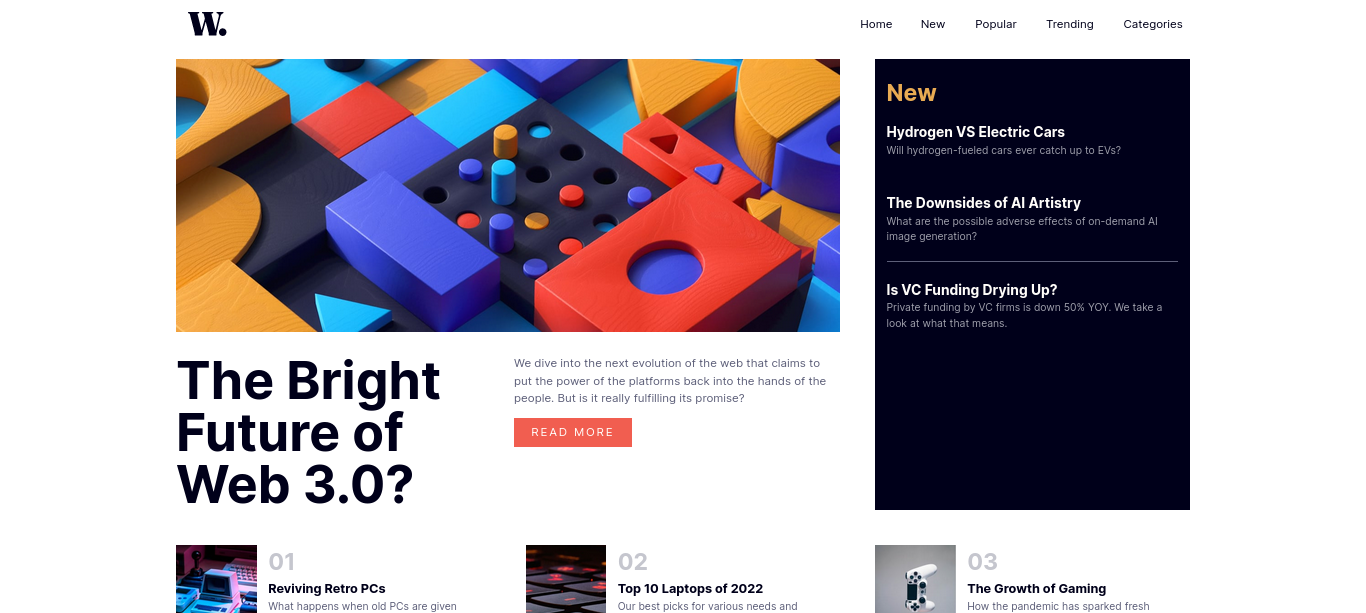 W.
Home New Popular Trending Categories
New
Hydrogen VS Electric Cars
Will hydrogen-fueled cars ever catch up to EVs?
The Downsides of AI Artistry
What are the possible adverse effects of on-demand AI
image generation?
Is VC Funding Drying Up?
Private funding by VC firms is down 50% YOY. We take a
look at what that means.
The Bright
Future of
Web 3.0?
We dive into the next evolution of the web that claims to
put the power of the platforms back into the hands of the
people. But is it really fulfilling its promise?
READ MORE
01
Reviving Retro PCs
What happens when old PCs are given
02
Top 10 Laptops of 2022
Our best picks for various needs and
03
The Growth of Gaming
How the pandemic has sparked fresh